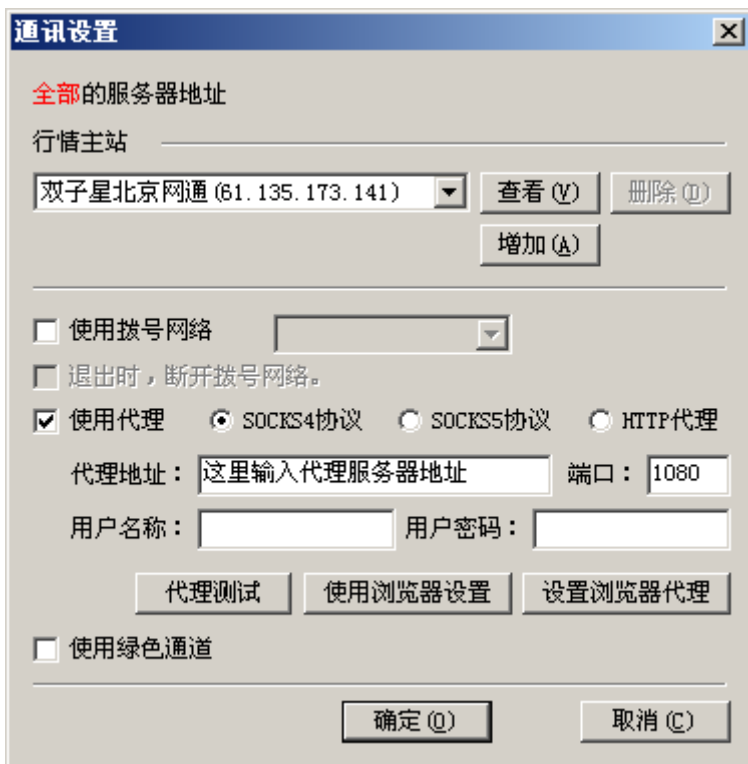 通讯设置
全部的服务器地址
行情主站
双子星北京网通(61.135.173.141)
查看(V)
删除(D)
增加(A)
使用拨号网络
退出时，断开拨号网络。
使用代理 SOCKS4协议 SOCKS5协议 HTTP代理
代理地址： 这里输入代理服务器地址 端口： 1080
用户名称： 用户密码：
代理测试 使用浏览器设置 设置浏览器代理
使用绿色通道
确定(O) 取消(C)